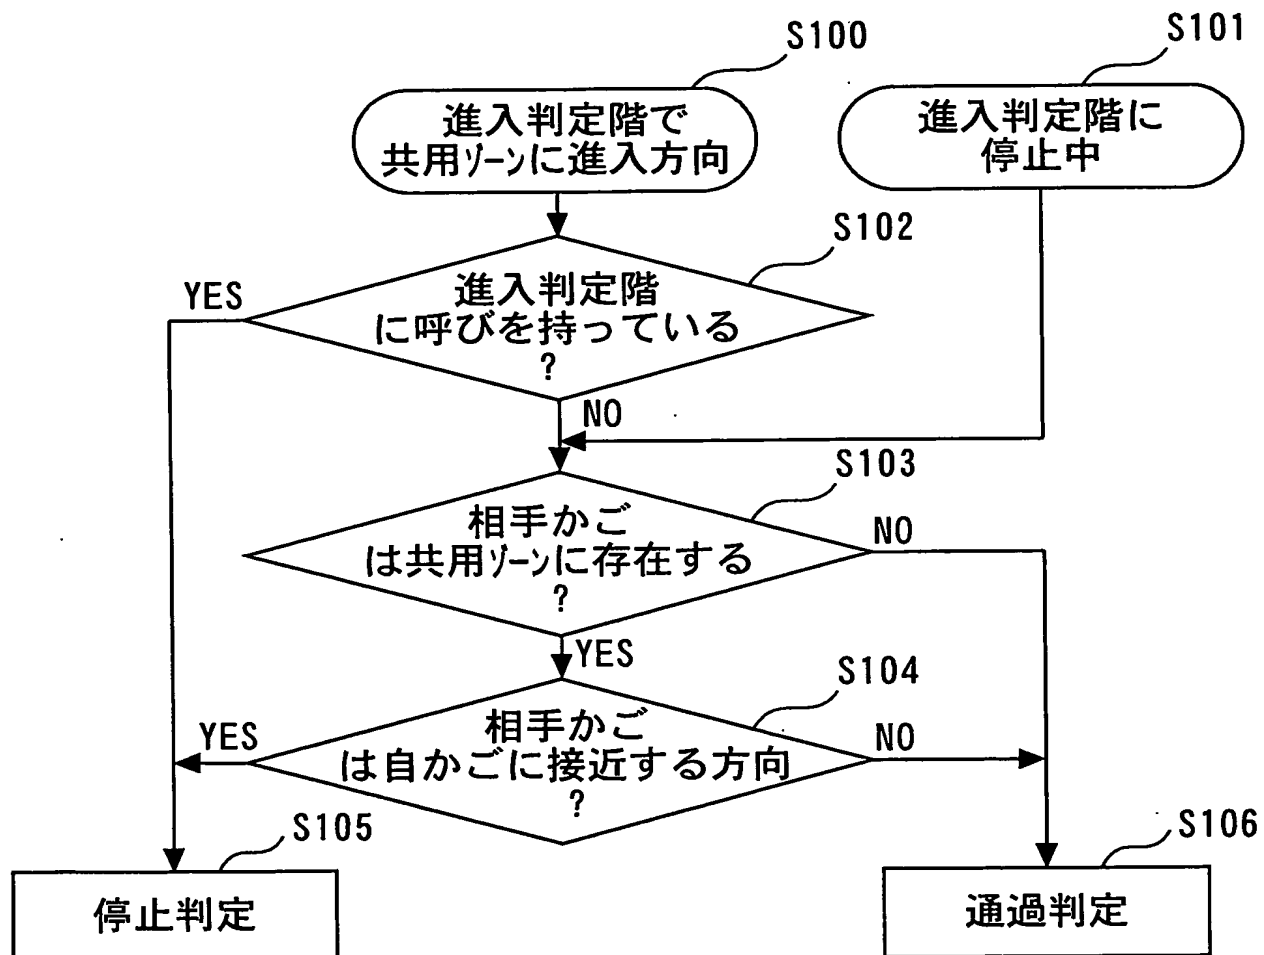 S100
進入判定階で
共用ゾーンに進入方向
S101
進入判定階に
停止中
S102
進入判定階
に呼びを持っている
?
YES
NO
S103
相手かご
は共用ゾーンに存在する
?
NO
YES
S104
相手かご
は自かごに接近する方向
?
YES
NO
S105
停止判定
S106
通過判定